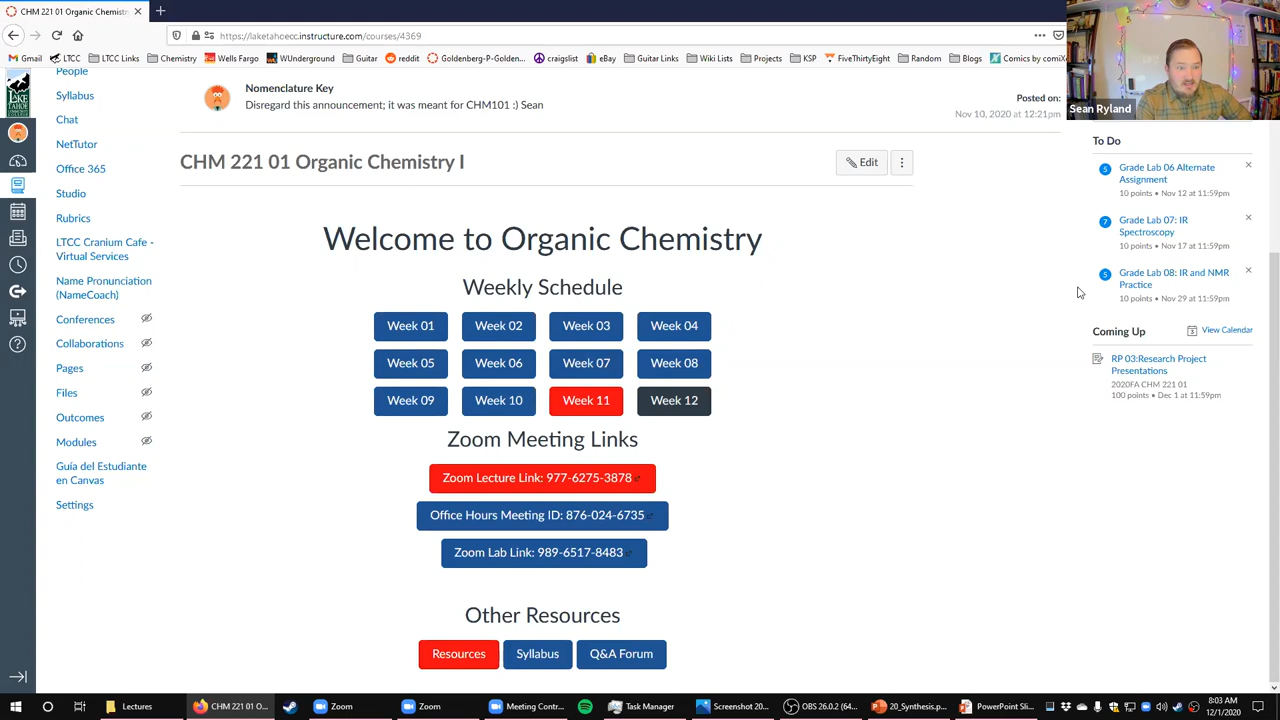 CHM 221 01 Organic Chemistry
https://laketahoecc.instructure.com/courses/4369
Gmail
LTCC
LTCC Links
Chemistry
Wells Fargo
WUnderground
Guitar
reddit
Goldenberg-P-Golden...
craigslist
eBay
Guitar Links
Wiki Lists
Projects
KSP
FiveThirtyEight
Random
Blogs
Comics by comiX
Sean Ryland
LAKE
TAHOE
People
Syllabus
Chat
NetTutor
Office 365
Studio
Rubrics
LTCC Cranium Cafe -
Virtual Services
Name Pronunciation
(NameCoach)
Conferences
Collaborations
Pages
Files
Outcomes
Modules
Guía del Estudiante
en Canvas
Settings
Nomenclature Key
Disregard this announcement; it was meant for CHM101 :) Sean
Posted on:
Nov 10, 2020 at 12:21pm
CHM 221 01 Organic Chemistry I
Edit
Welcome to Organic Chemistry
Weekly Schedule
Week 01 Week 02 Week 03 Week 04
Week 05 Week 06 Week 07 Week 08
Week 09 Week 10 Week 11 Week 12
Zoom Meeting Links
Zoom Lecture Link: 977-6275-3878
Office Hours Meeting ID: 876-024-6735
Zoom Lab Link: 989-6517-8483
Other Resources
Resources Syllabus Q&A Forum
To Do
5
Grade Lab 06 Alternate
Assignment
10 points • Nov 12 at 11:59pm
7
Grade Lab 07: IR
Spectroscopy
10 points • Nov 17 at 11:59pm
5
Grade Lab 08: IR and NMR
Practice
10 points • Nov 29 at 11:59pm
Coming Up
View Calendar
RP 03:Research Project
Presentations
2020FA CHM 221 01
100 points • Dec 1 at 11:59pm
Lectures
CHM 221 01 O...
Zoom
Zoom
Meeting Contr...
Task Manager
Screenshot 20...
OBS 26.0.2 (64...
20_Synthesis.p...
PowerPoint Sli...
8:03 AM
12/1/2020